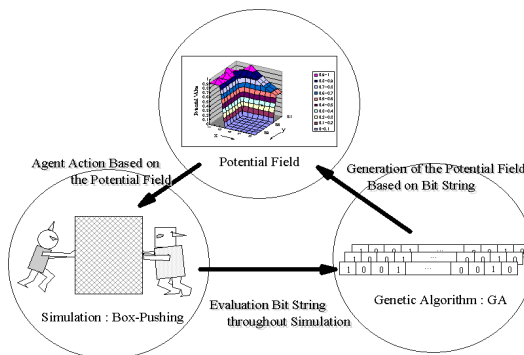 Potential Field
Agent Action Based on
the Potential Field
Generation of the Potential Field
Based on Bit String
1 0 0 1 ... 0 0 1 0
Simulation : Box-Pushing
Genetic Algorithm : GA
Evaluation Bit String
throughout Simulation